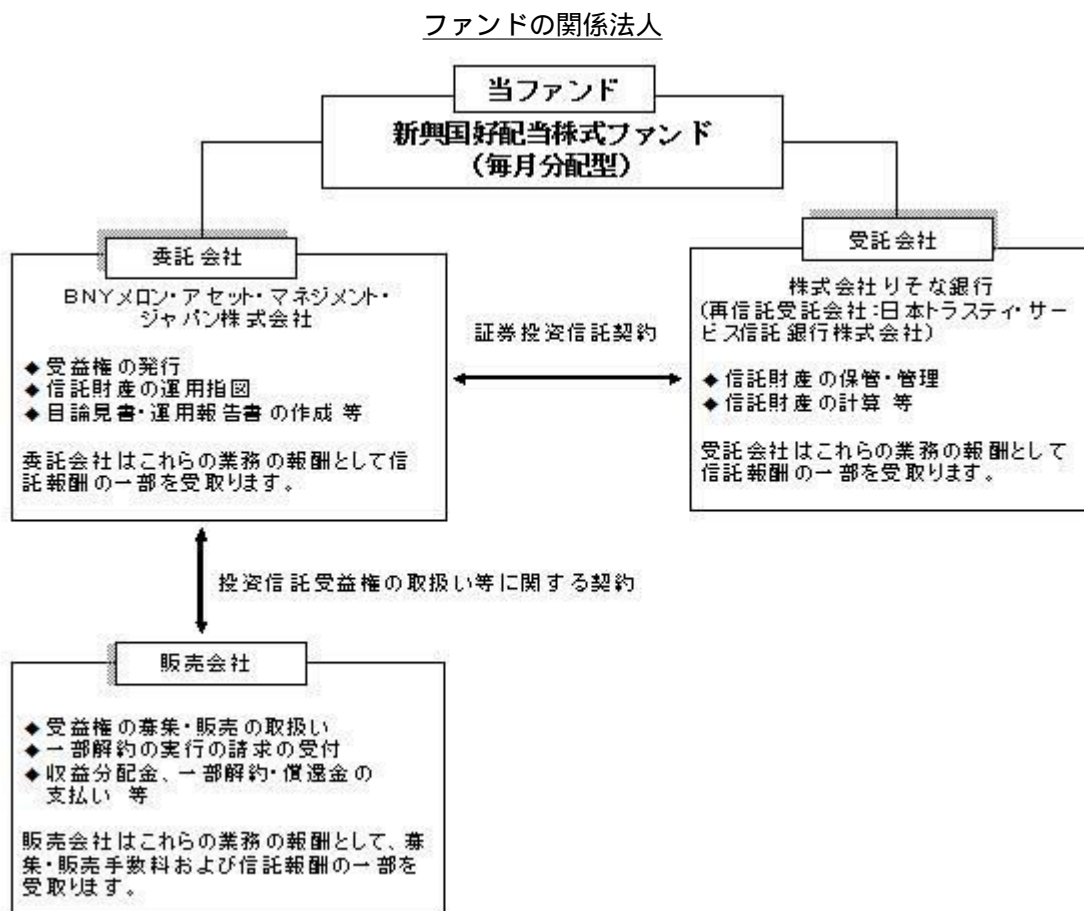 ファンドの関係法人
当ファンド
新興国好配当株式ファンド
（毎月分配型）
委託会社
BNYメロン・アセット・マネジメント・
ジャパン株式会社
◆受益権の発行
◆信託財産の運用指図
◆目論見書・運用報告書の作成 等
委託会社はこれらの業務の報酬として信
託報酬の一部を受取ります。
証券投資信託契約
受託会社
株式会社りそな銀行
(再信託受託会社:日本トラスティ・サー
ビス信託銀行株式会社)
◆信託財産の保管・管理
◆信託財産の計算 等
受託会社はこれらの業務の報酬として
信託報酬の一部を受取ります。
投資信託受益権の取扱い等に関する契約
販売会社
◆受益権の募集・販売の取扱い
◆一部解約の実行の請求の受付
◆収益分配金、一部解約・償還金の
支払い 等
販売会社はこれらの業務の報酬として、募
集・販売手数料および信託報酬の一部を
受取ります。